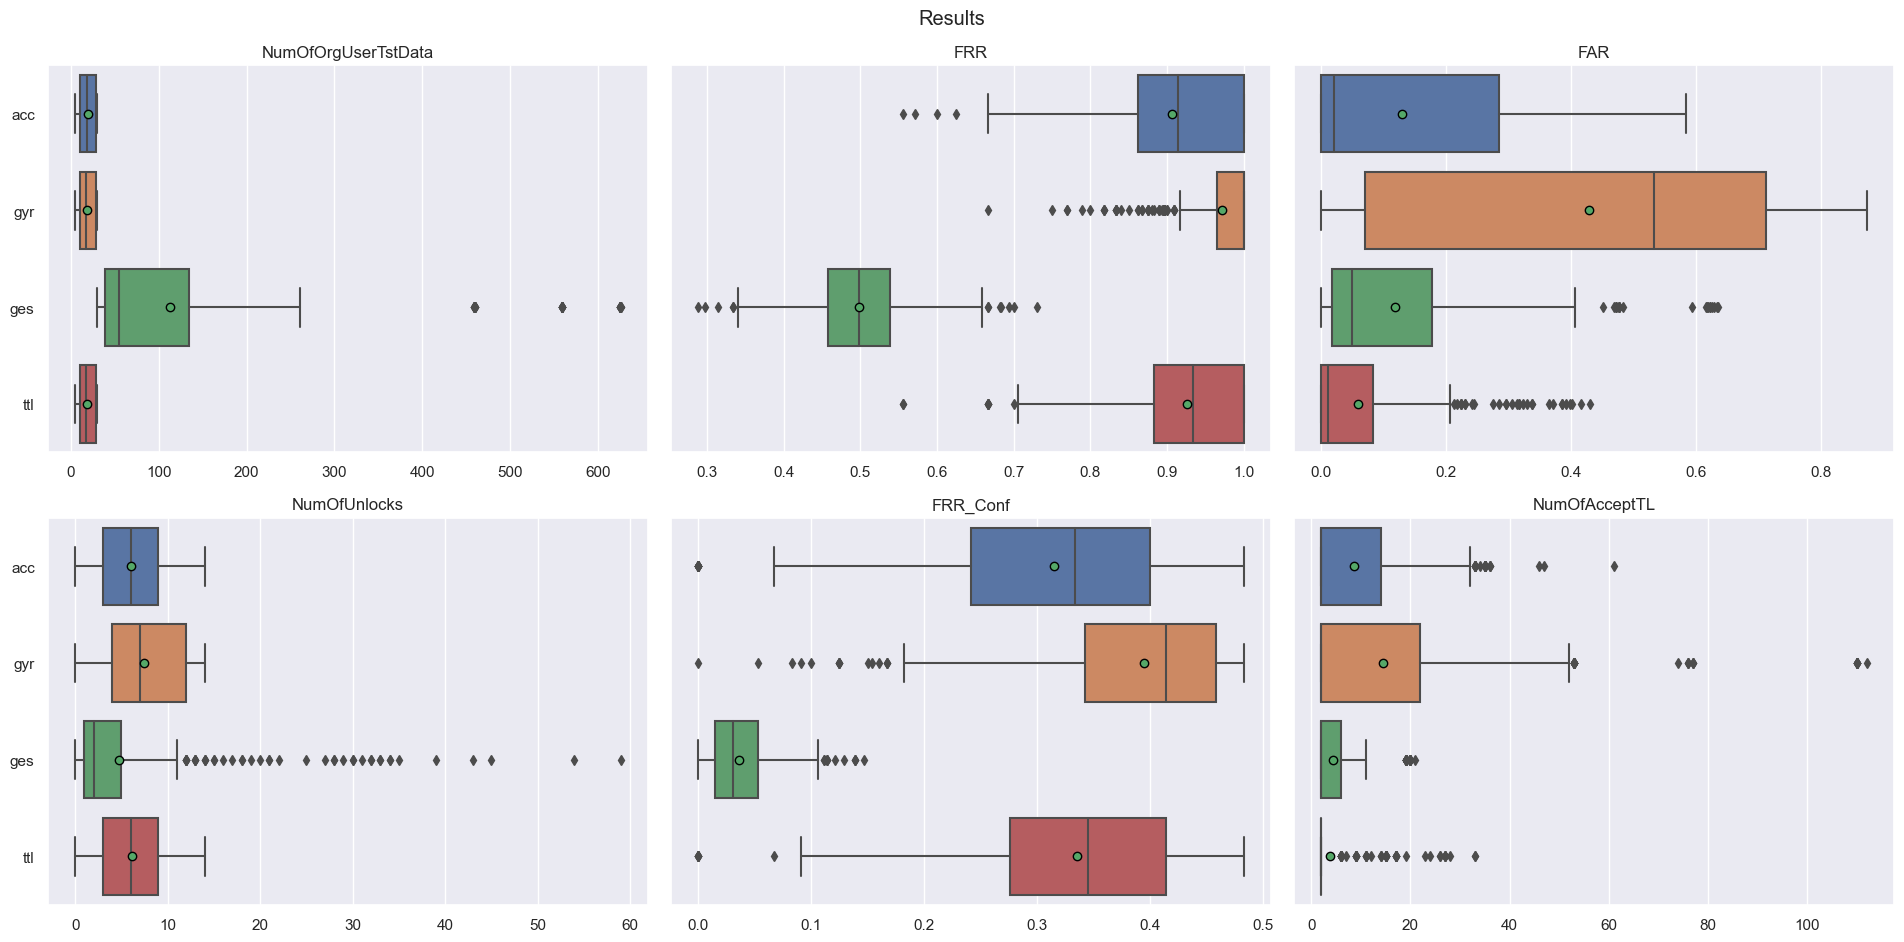 Results
NumOfOrgUserTstData
FRR
FAR
acc
gyr
ges
ttl
0 100 200 300 400 500 600
0.3 0.4 0.5 0.6 0.7 0.8 0.9 1.0
0.0 0.2 0.4 0.6 0.8
NumOfUnlocks
FRR_Conf
NumOfAcceptTL
acc
gyr
ges
ttl
0 10 20 30 40 50 60
0.0 0.1 0.2 0.3 0.4 0.5
0 20 40 60 80 100